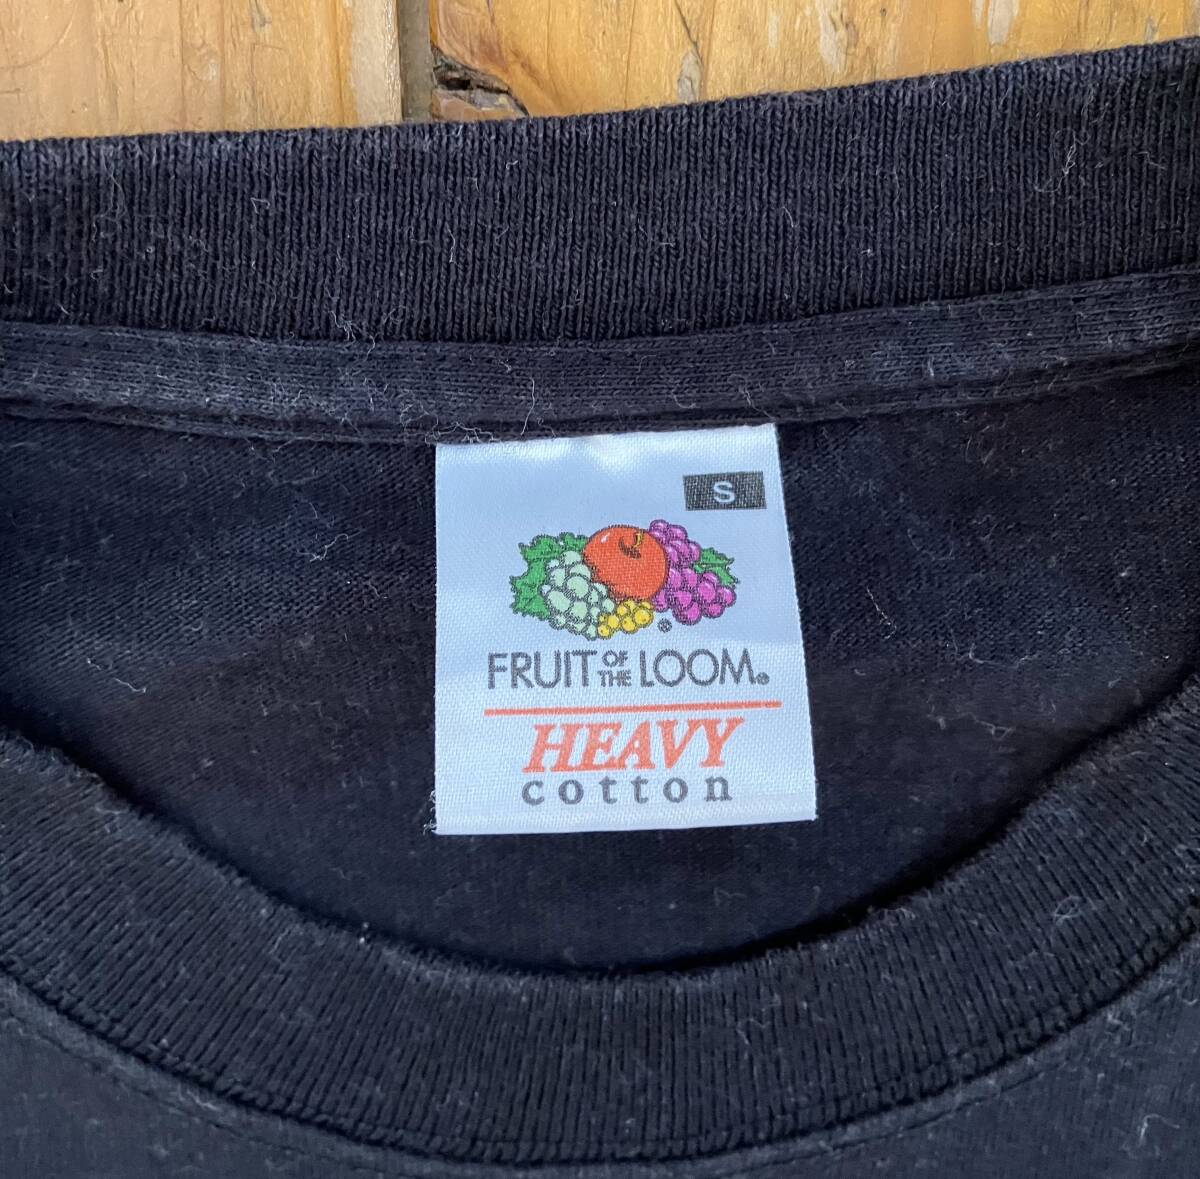 S
®
FRUIT OF THE LOOM®
HEAVY
cotton